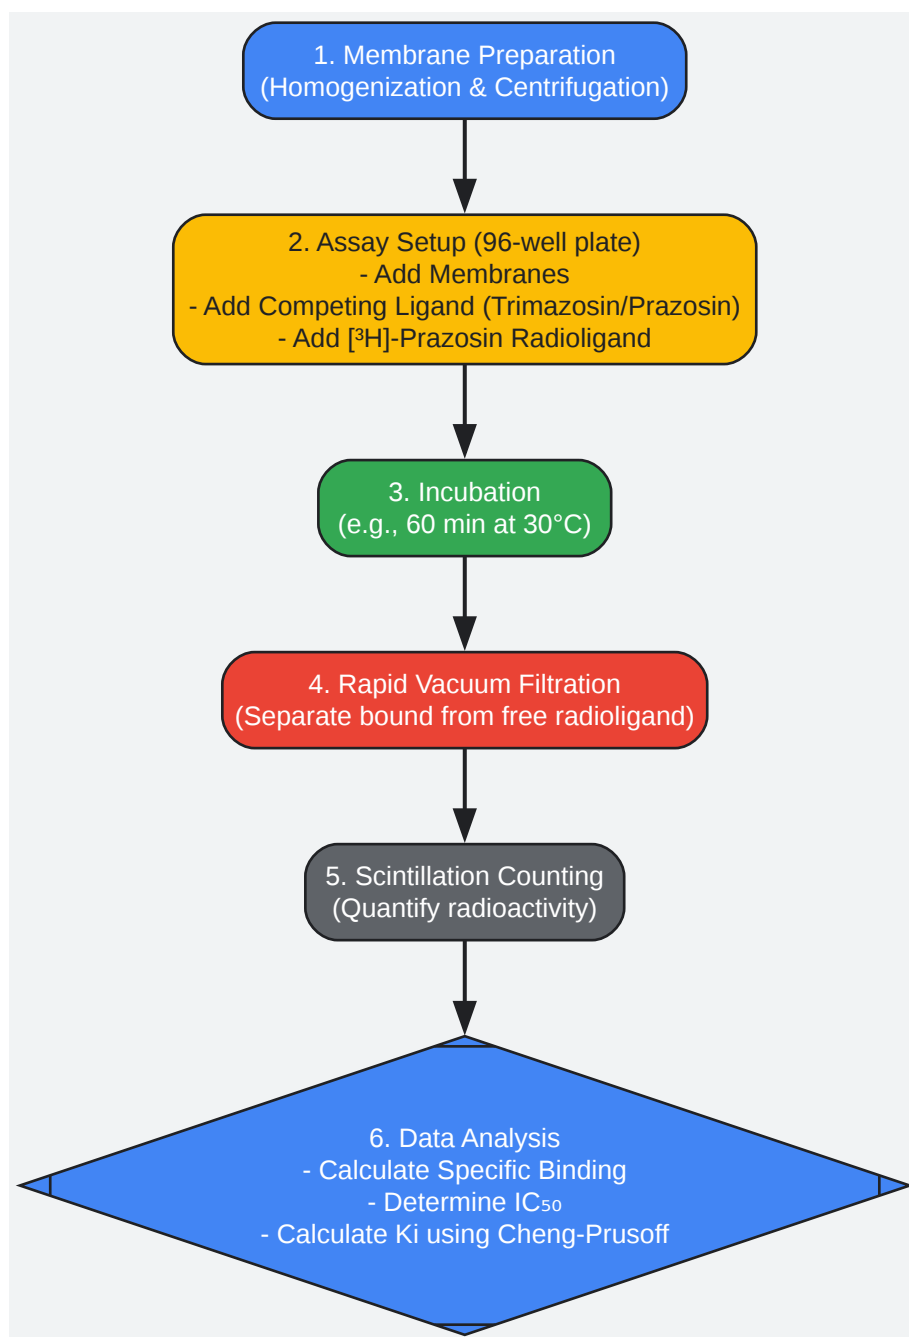 1. Membrane Preparation
(Homogenization & Centrifugation)
2. Assay Setup (96-well plate)
- Add Membranes
- Add Competing Ligand (Trimazosin/Prazosin)
- Add [³H]-Prazosin Radioligand
3. Incubation
(e.g., 60 min at 30°C)
4. Rapid Vacuum Filtration
(Separate bound from free radioligand)
5. Scintillation Counting
(Quantify radioactivity)
6. Data Analysis
- Calculate Specific Binding
- Determine IC₅₀
- Calculate Ki using Cheng-Prusoff